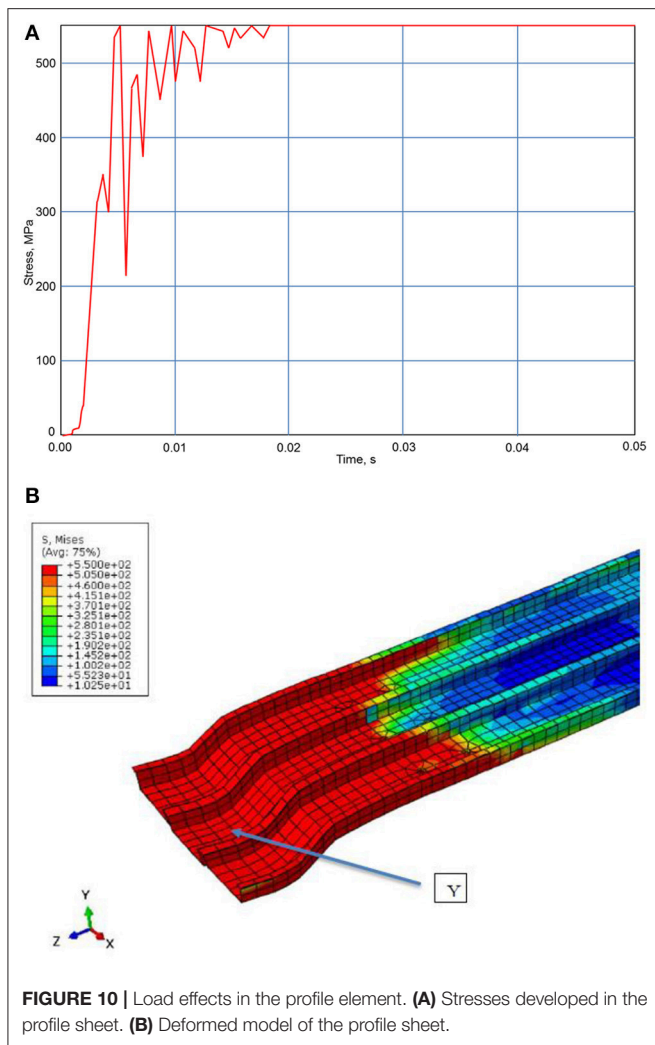 A
500
400
300
200
100
0
Stress, MPa
0.00 0.01 0.02 0.03 0.04 0.05
Time, s
B
S, Mises
(Avg: 75%)
+5.500e+02
+5.050e+02
+4.600e+02
+4.151e+02
+3.701e+02
+3.251e+02
+2.801e+02
+2.351e+02
+1.902e+02
+1.452e+02
+1.002e+02
+5.523e+01
+1.025e+01
Y
Y
Z X
FIGURE 10 | Load effects in the profile element. (A) Stresses developed in the
profile sheet. (B) Deformed model of the profile sheet.